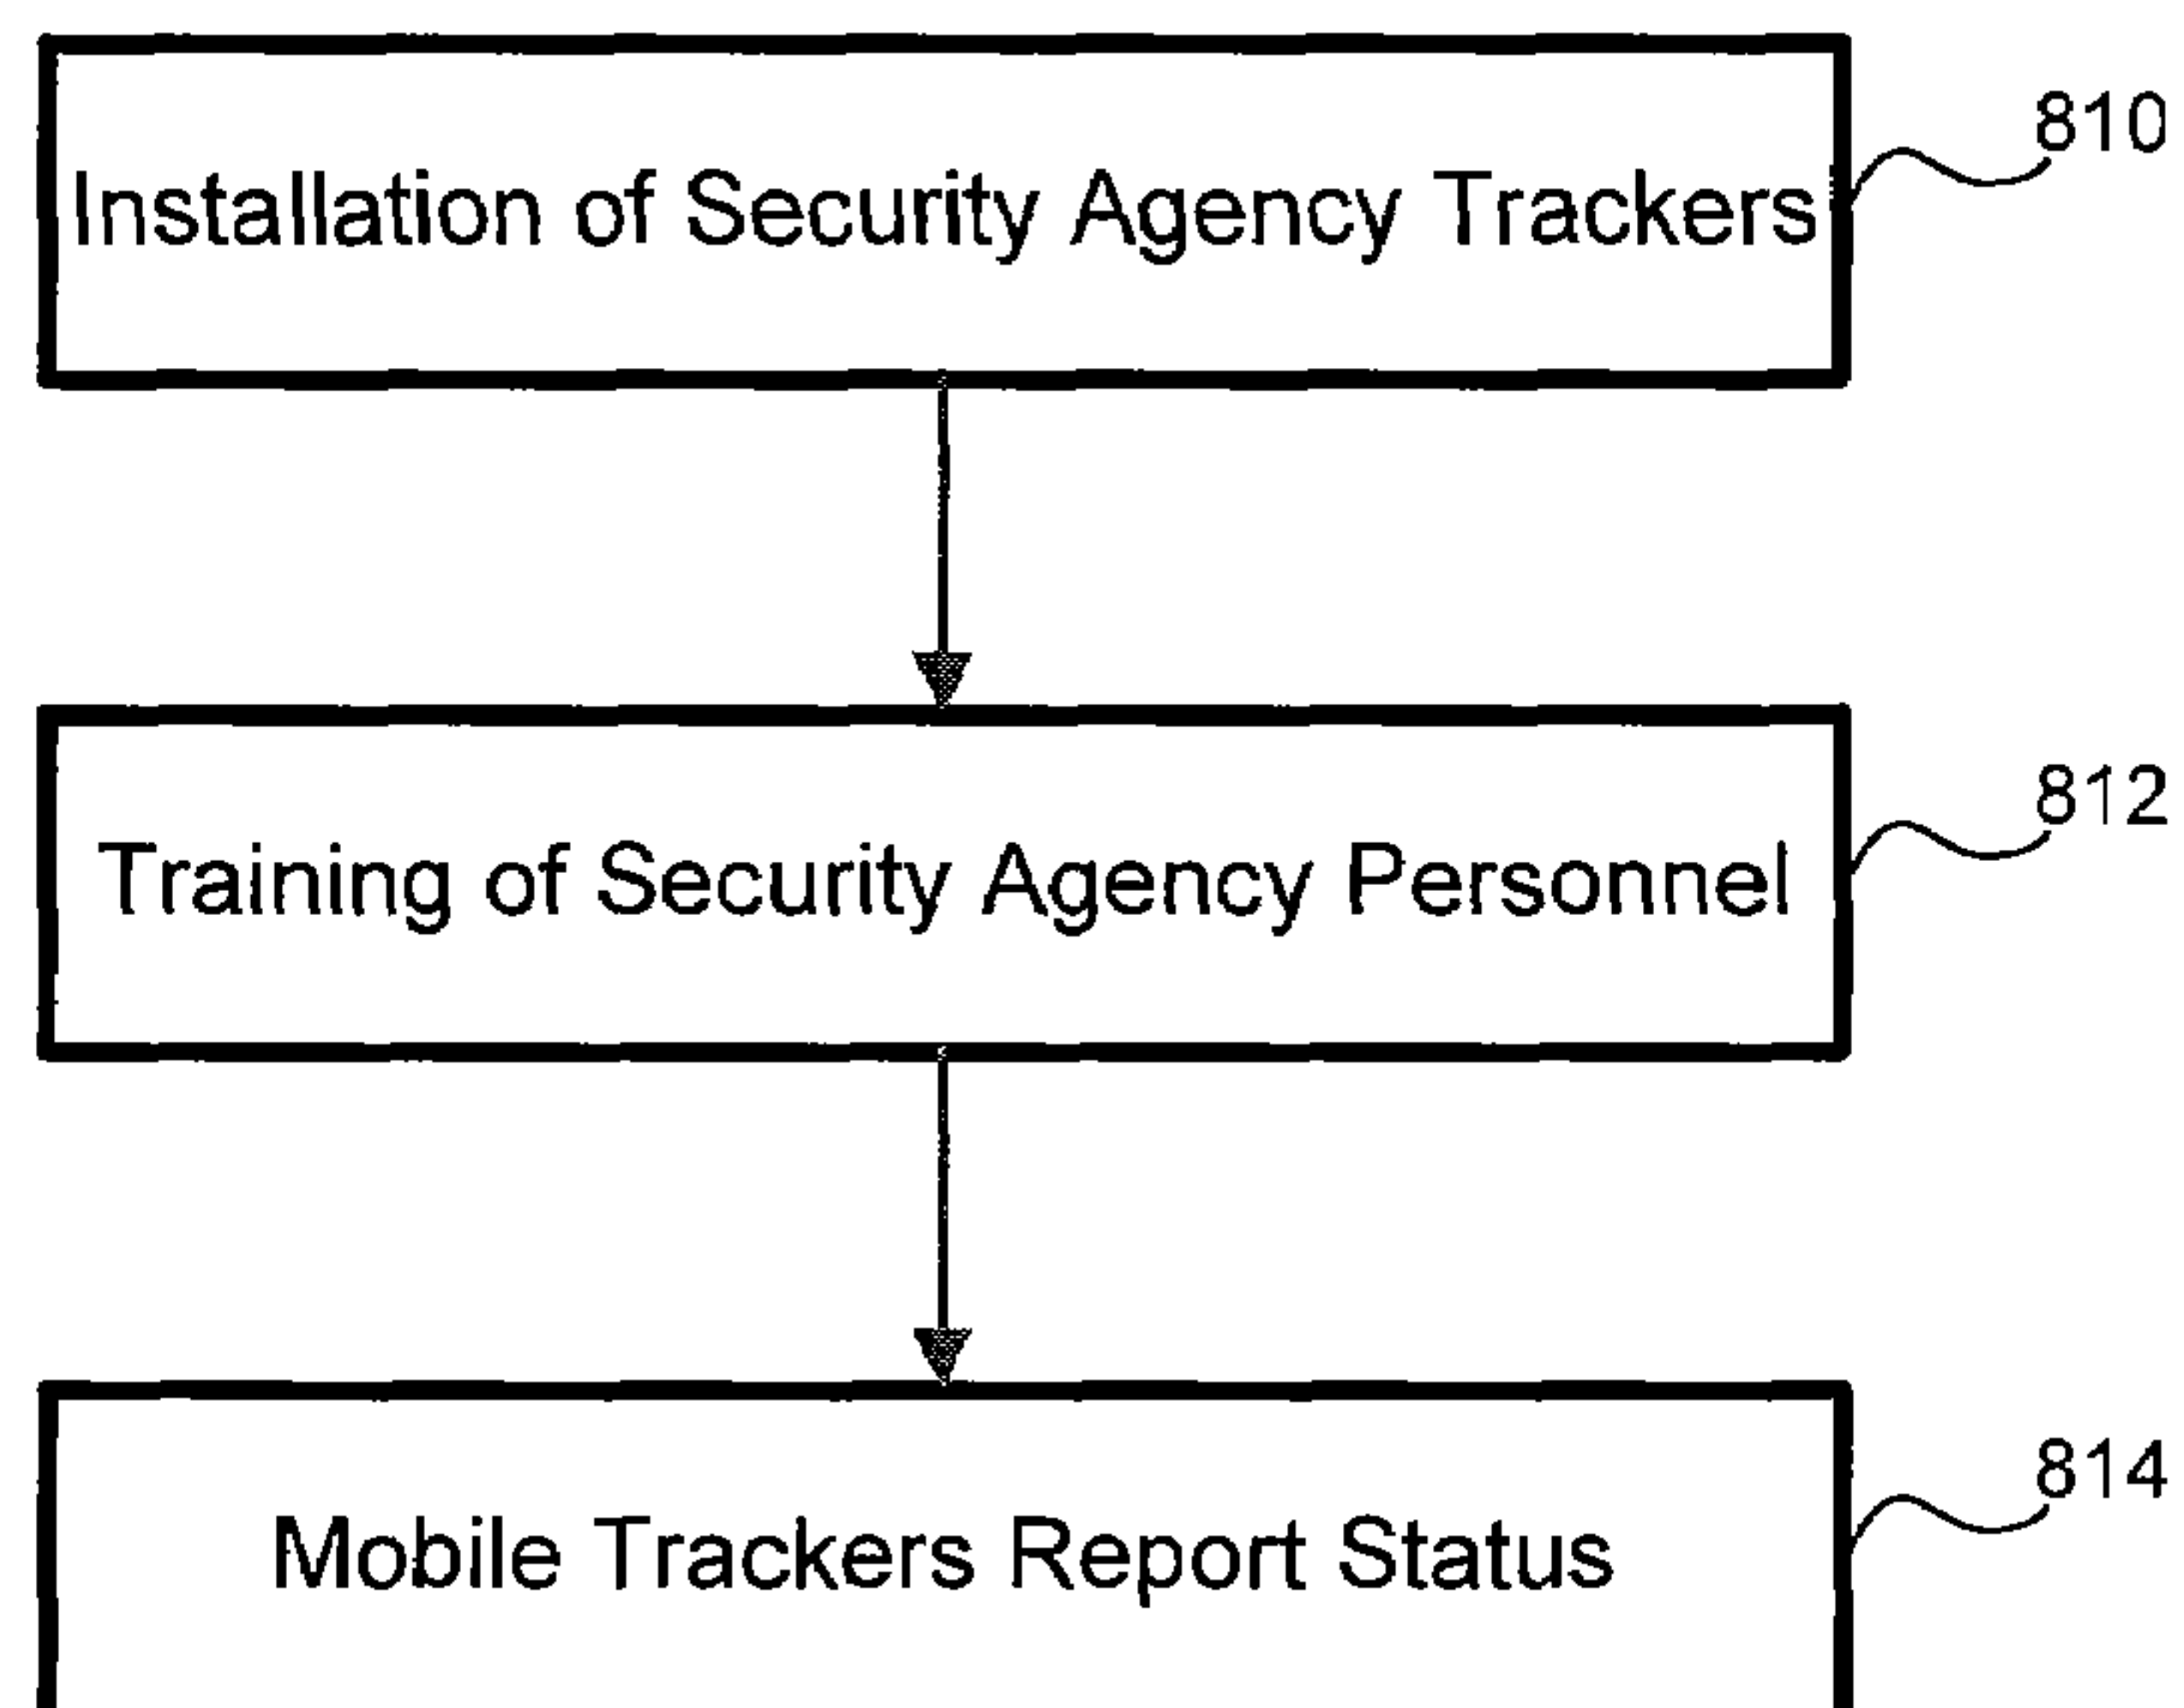 810
Installation of Security Agency Trackers
812
Training of Security Agency Personnel
814
Mobile Trackers Report Status